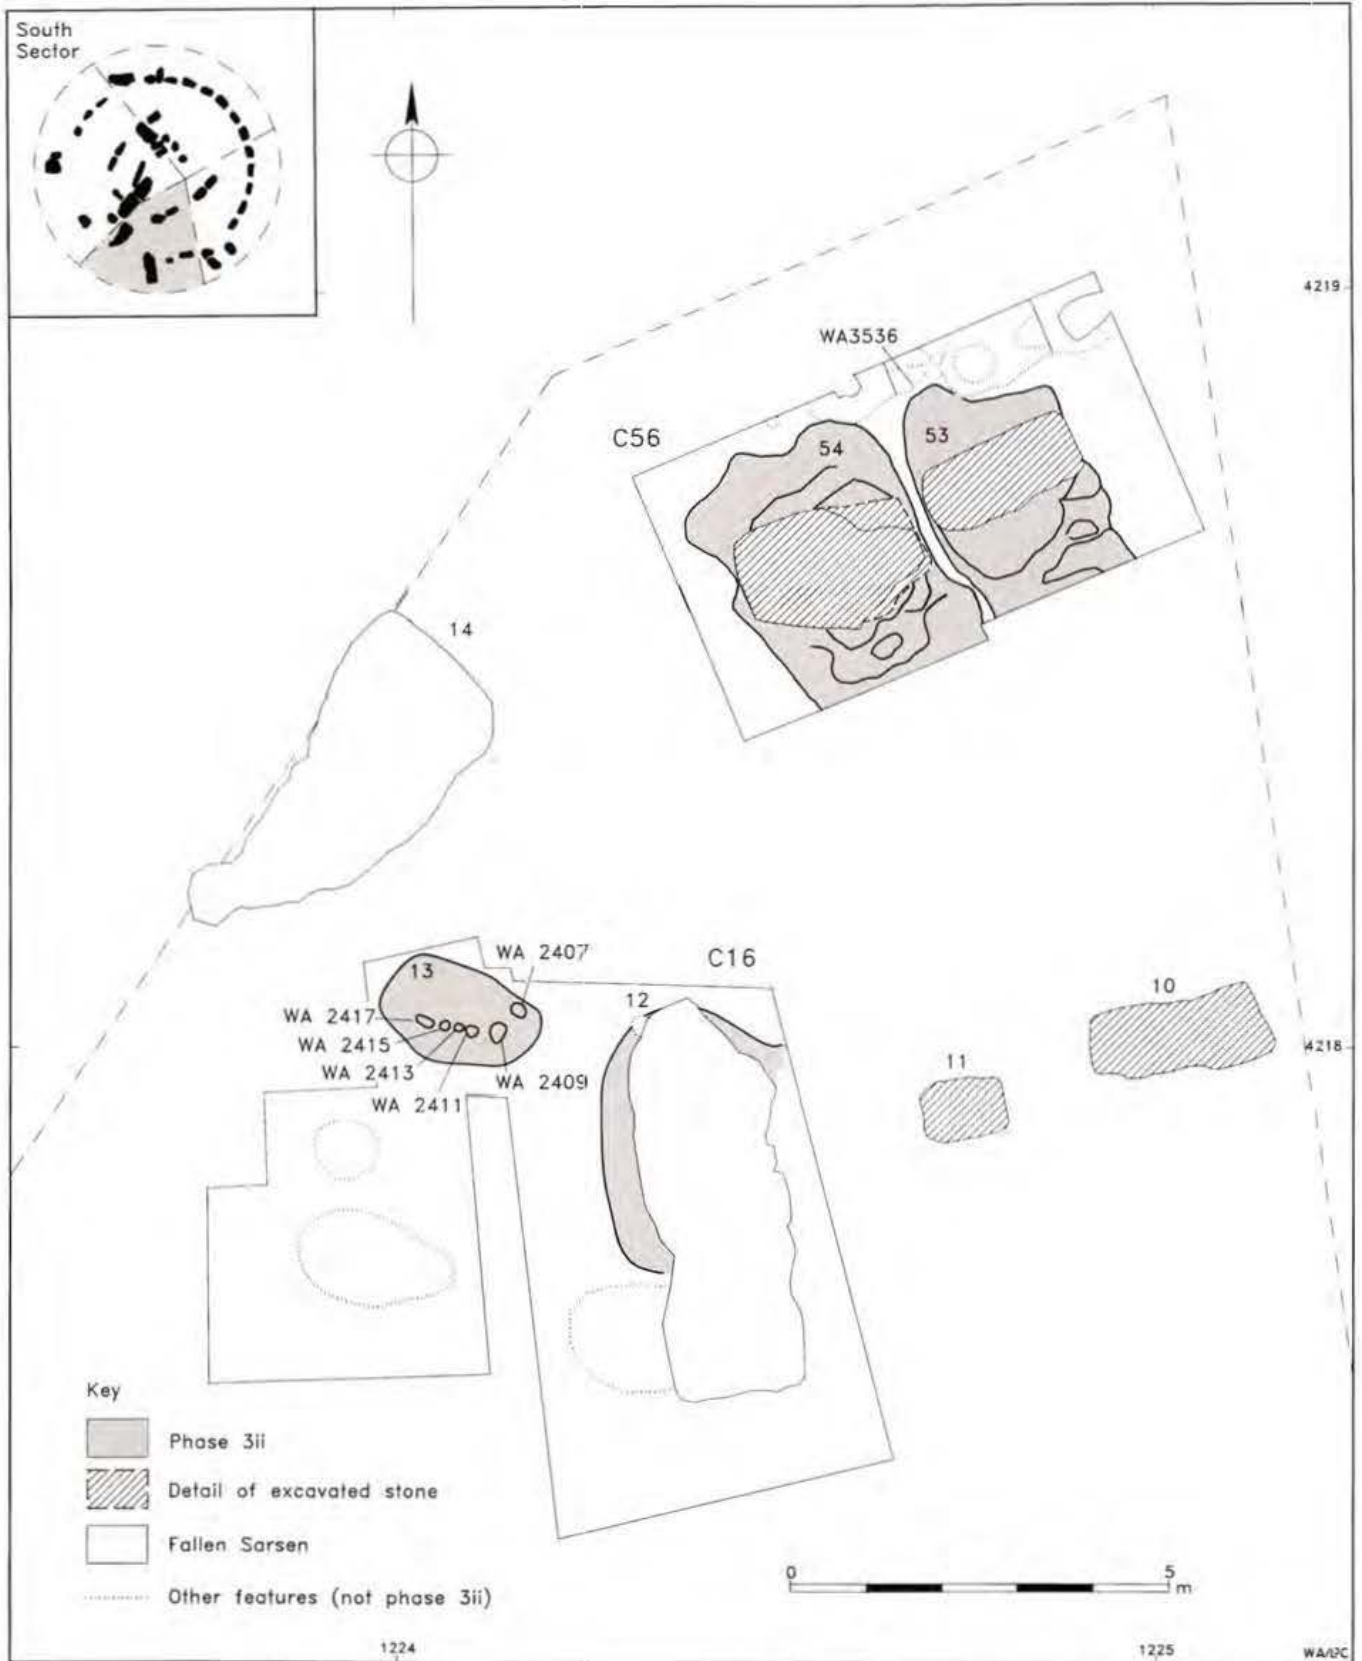 South
Sector
4219
WA3536
C56
54
53
14
13
WA 2407
C16
12
10
WA 2417
WA 2415
4218
WA 2413
WA 2409
11
WA 2411
Key
Phase 3ii
Detail of excavated stone
Fallen Sarsen
Other features (not phase 3ii)
0 5
m
1224
1225